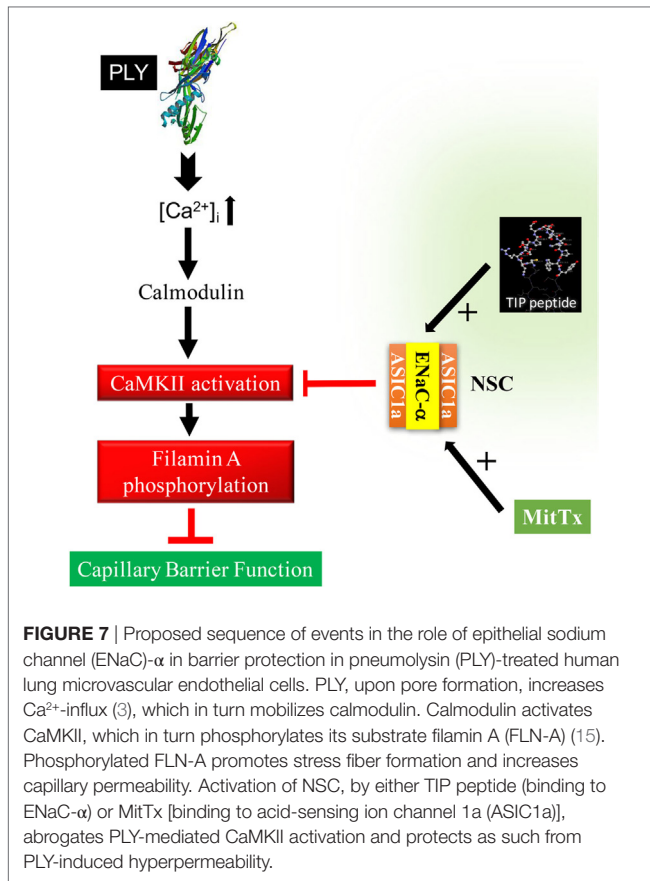 PLY
[Ca²⁺]ᵢ
Calmodulin
CaMKII activation
Filamin A
phosphorylation
Capillary Barrier Function
TIP peptide
+
ASIC1a
ENaC-α
ASIC1a
NSC
+
MitTx
FIGURE 7 | Proposed sequence of events in the role of epithelial sodium
channel (ENaC)-α in barrier protection in pneumolysin (PLY)-treated human
lung microvascular endothelial cells. PLY, upon pore formation, increases
Ca²⁺-influx (3), which in turn mobilizes calmodulin. Calmodulin activates
CaMKII, which in turn phosphorylates its substrate filamin A (FLN-A) (15).
Phosphorylated FLN-A promotes stress fiber formation and increases
capillary permeability. Activation of NSC, by either TIP peptide (binding to
ENaC-α) or MitTx [binding to acid-sensing ion channel 1a (ASIC1a)],
abrogates PLY-mediated CaMKII activation and protects as such from
PLY-induced hyperpermeability.